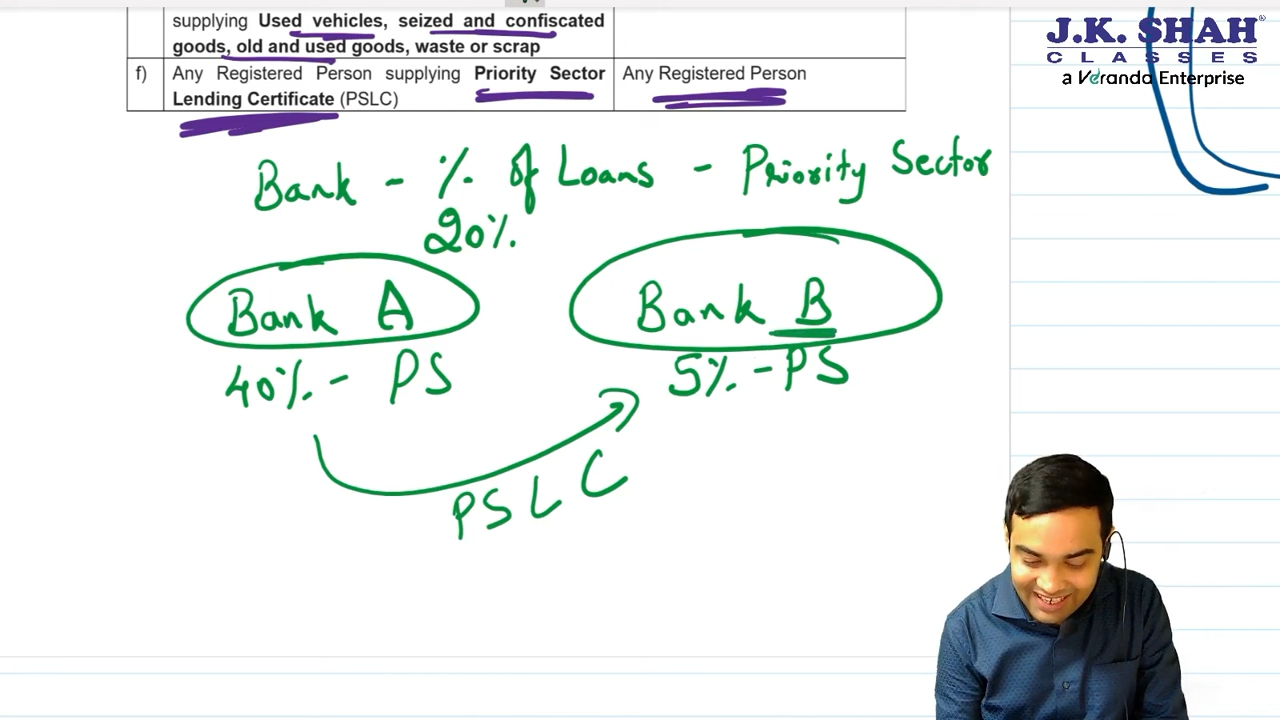 supplying Used vehicles, seized and confiscated
goods, old and used goods, waste or scrap
f) Any Registered Person supplying Priority Sector
Lending Certificate (PSLC)
Any Registered Person
J.K. SHAH
CLASSES
a Veranda Enterprise
Bank - % of Loans - Priority Sector
20%
Bank A
Bank B
40% - PS
5% - PS
PSLC